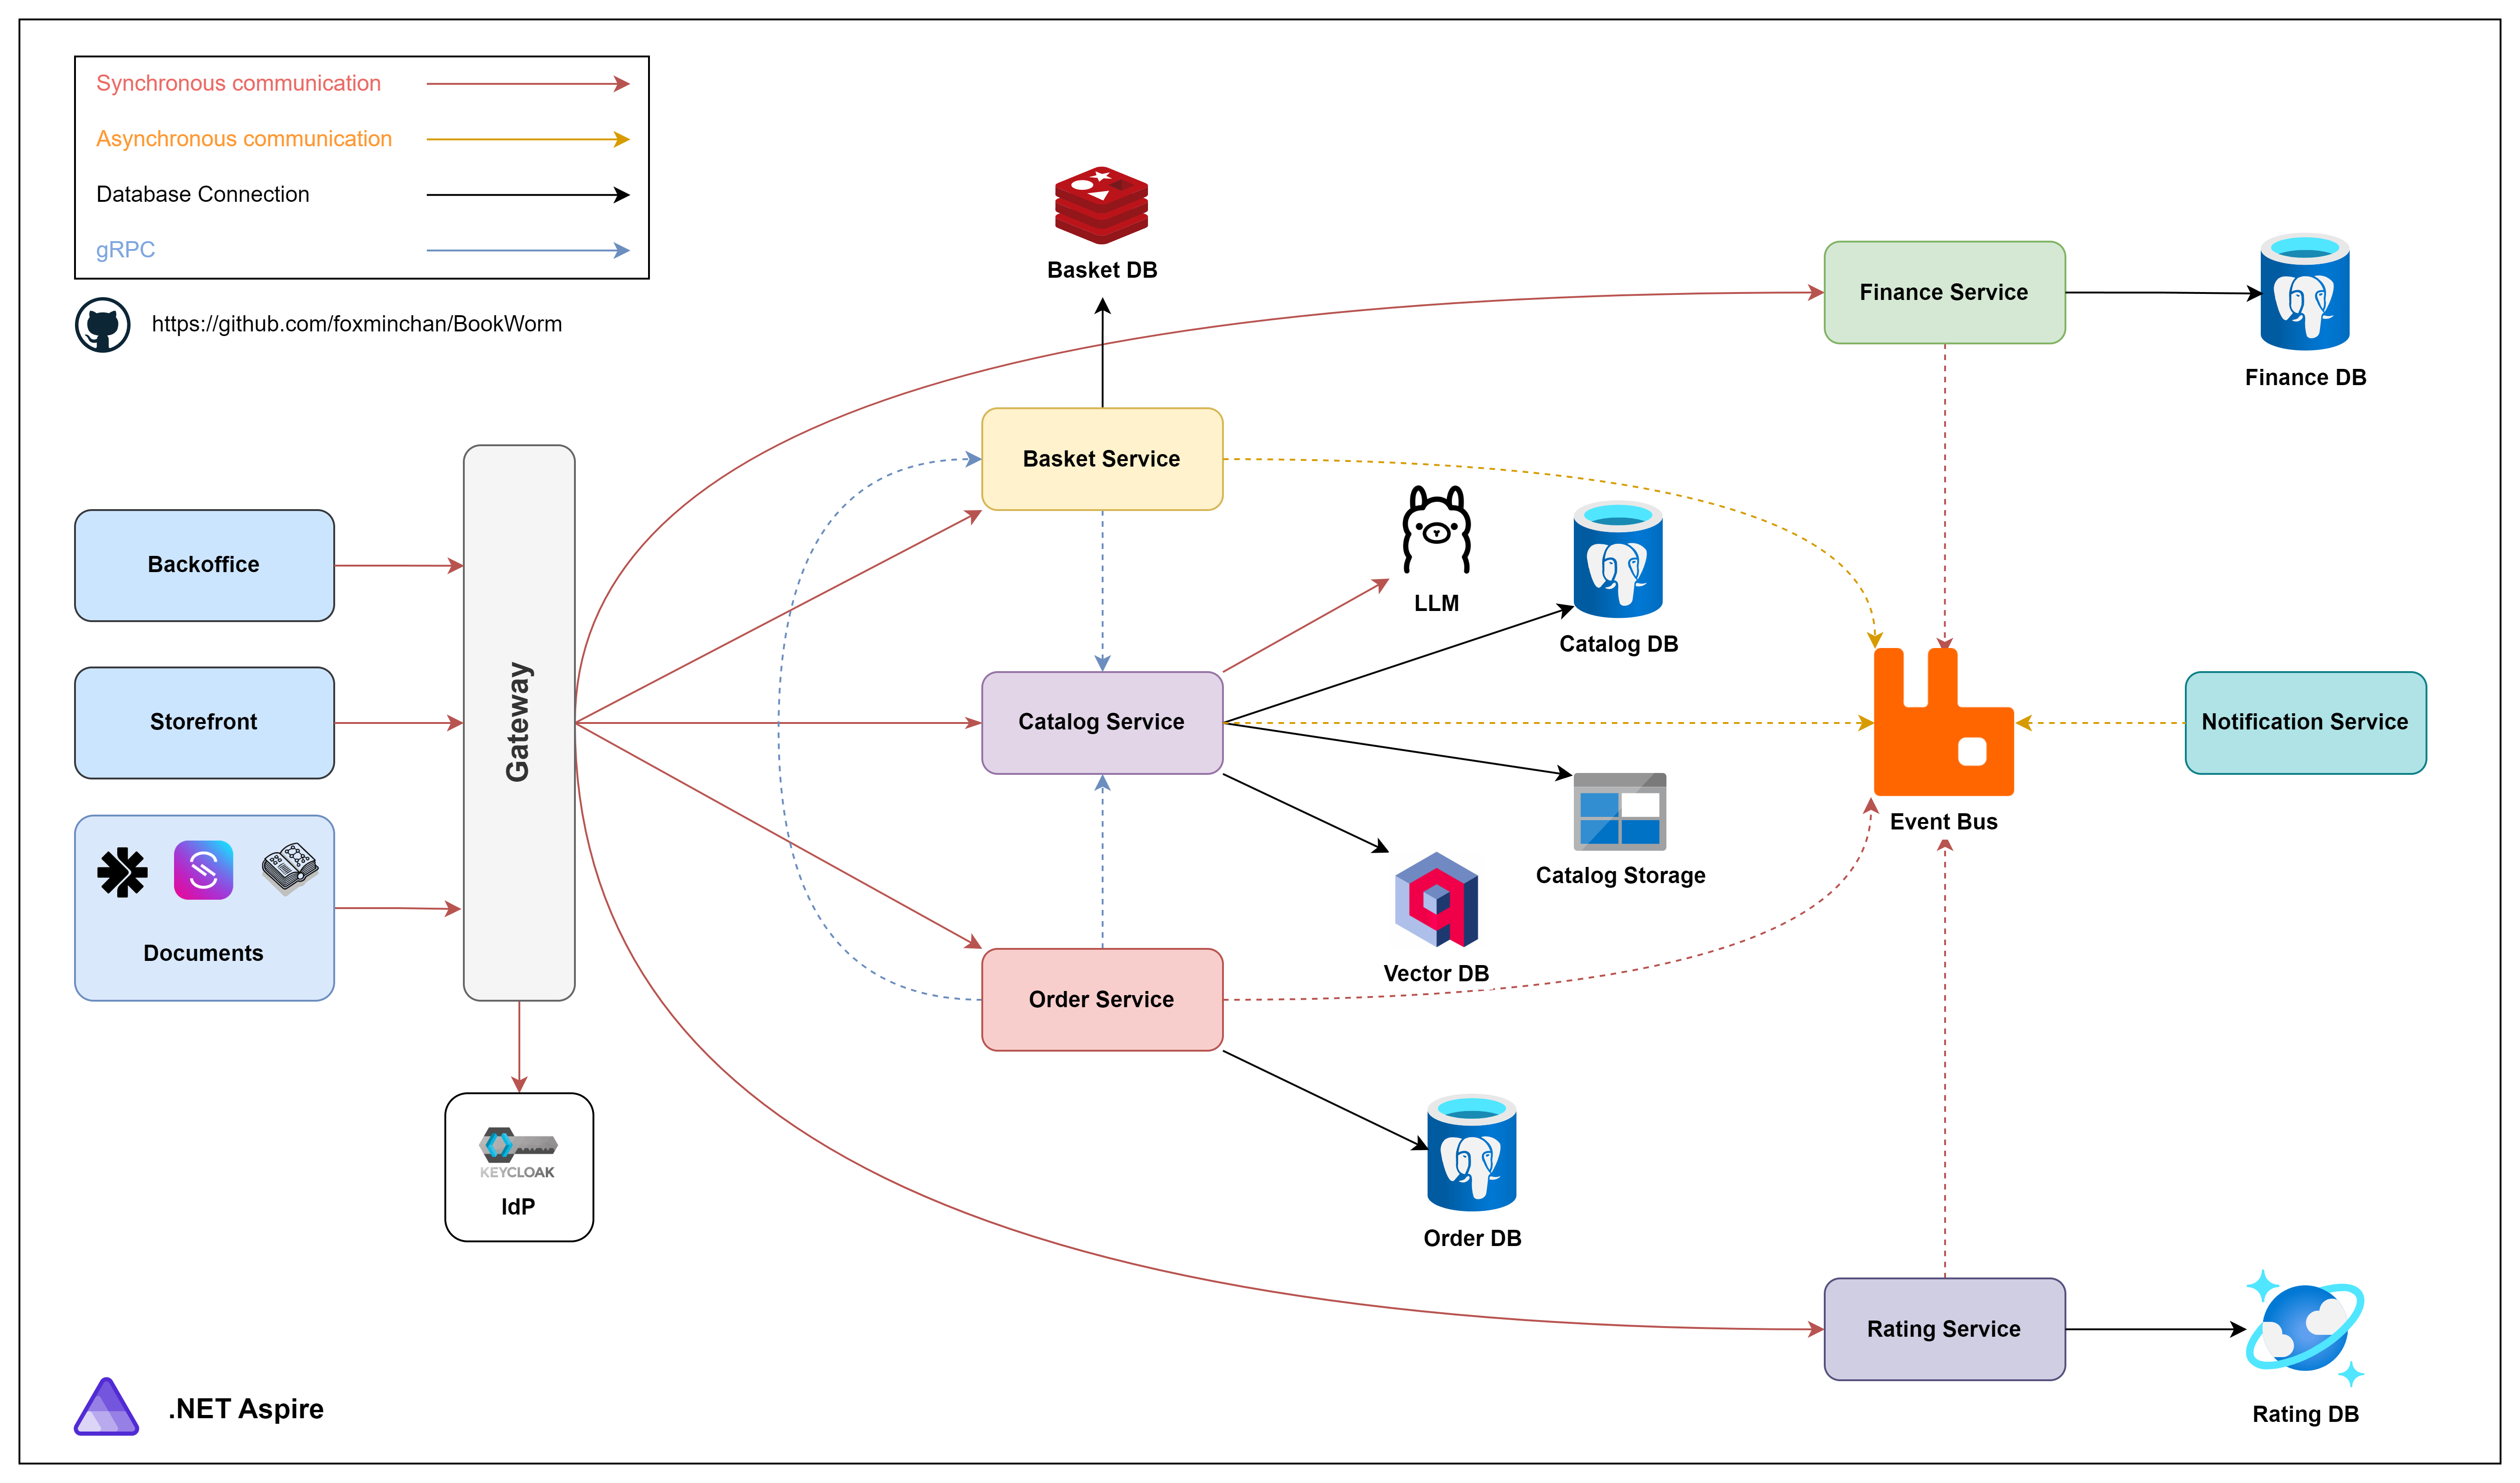 Synchronous communication
Asynchronous communication
Database Connection
gRPC
https://github.com/foxminchan/BookWorm
Basket DB
Finance Service
Finance DB
Basket Service
Backoffice
LLM
Catalog DB
Storefront
Gateway
Catalog Service
Notification Service
Event Bus
Catalog Storage
Documents
Vector DB
Order Service
KEYCLOAK
IdP
Order DB
Rating Service
Rating DB
.NET Aspire